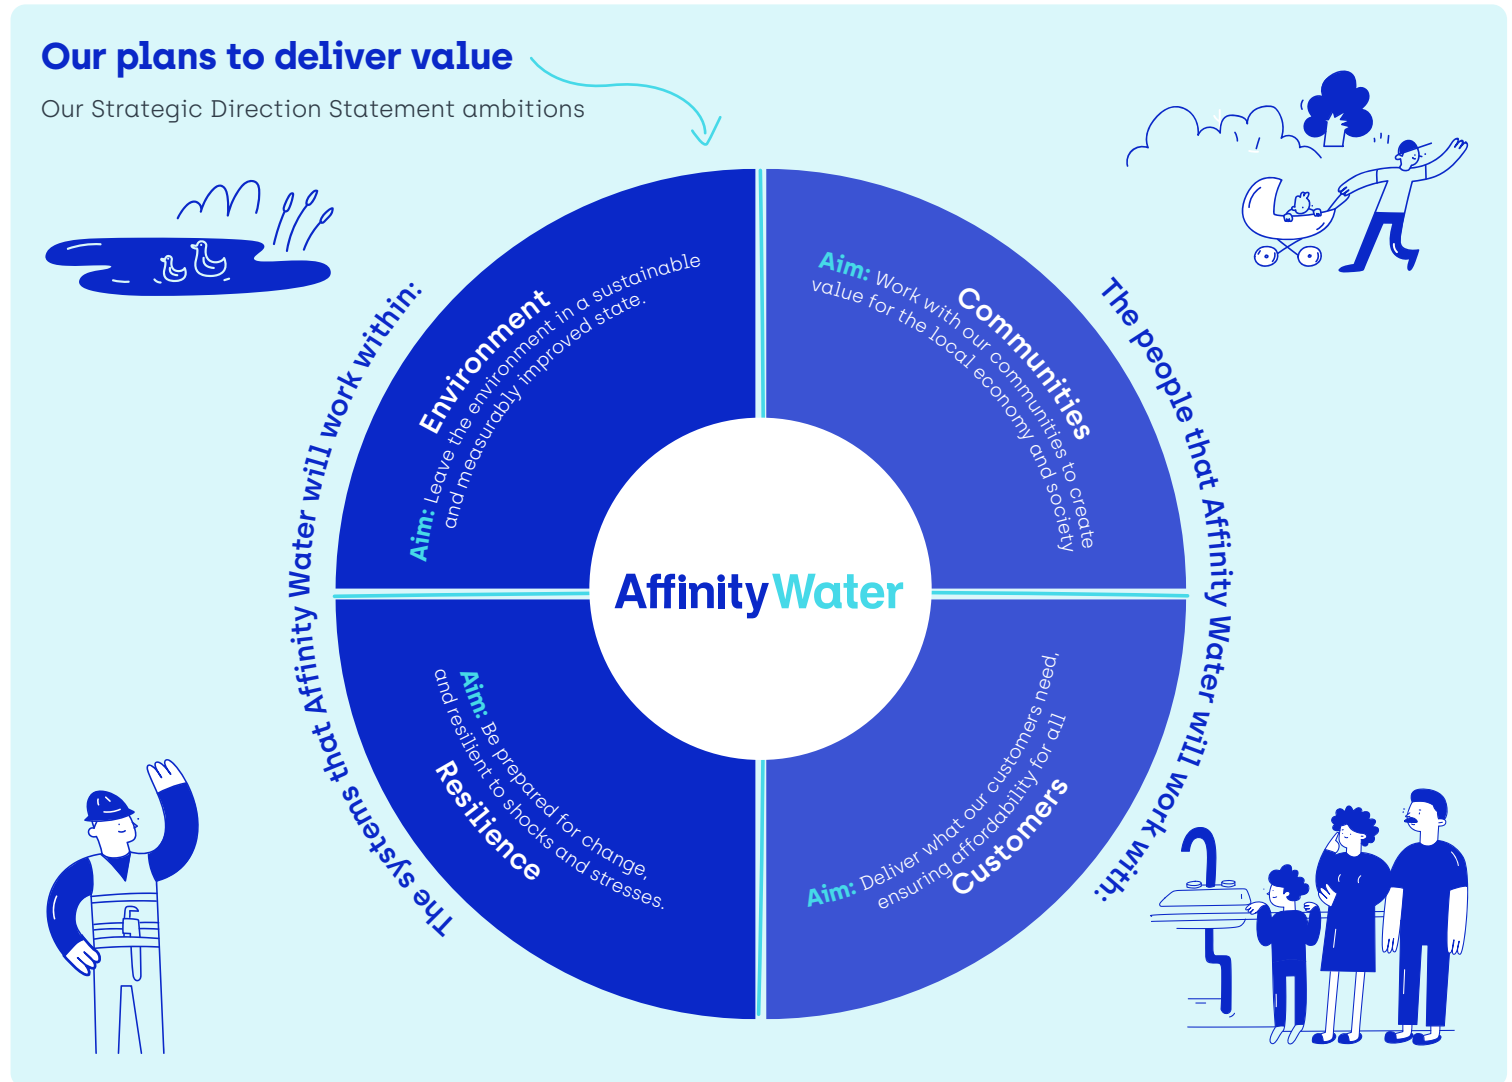 Our plans to deliver value
Our Strategic Direction Statement ambitions
The systems that Affinity Water will work within:
Environment
Aim: Leave the environment in a sustainable
and measurably improved state.
Resilience
Aim: Be prepared for change,
and resilient to shocks and stresses.
The people that Affinity Water will work with:
Communities
Aim: Work with our communities to create
value for the local economy and society
Customers
Aim: Deliver what our customers need,
ensuring affordability for all
AffinityWater